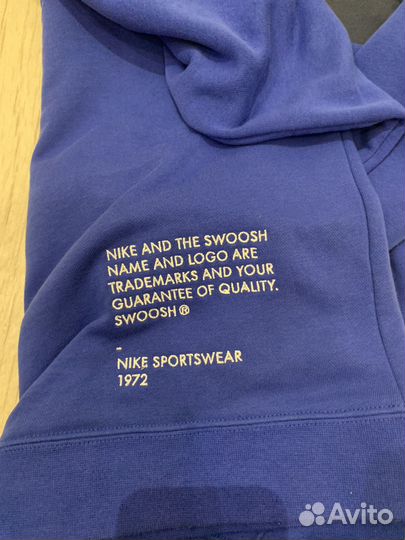 NIKE AND THE SWOOSH
NAME AND LOGO ARE
TRADEMARKS AND YOUR
GUARANTEE OF QUALITY.
SWOOSH®
-
NIKE SPORTSWEAR
1972
Avito